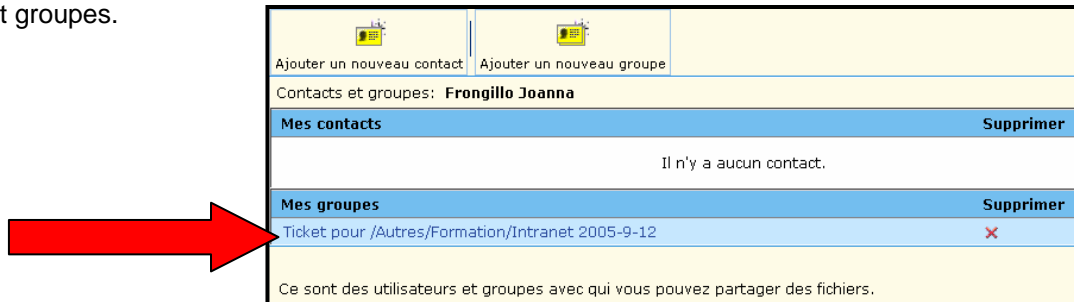 t groupes.
Ajouter un nouveau contact Ajouter un nouveau groupe
Contacts et groupes: Frongillo Joanna
Mes contacts Supprimer
Il n'y a aucun contact.
Mes groupes Supprimer
Ticket pour /Autres/Formation/Intranet 2005-9-12
Ce sont des utilisateurs et groupes avec qui vous pouvez partager des fichiers.